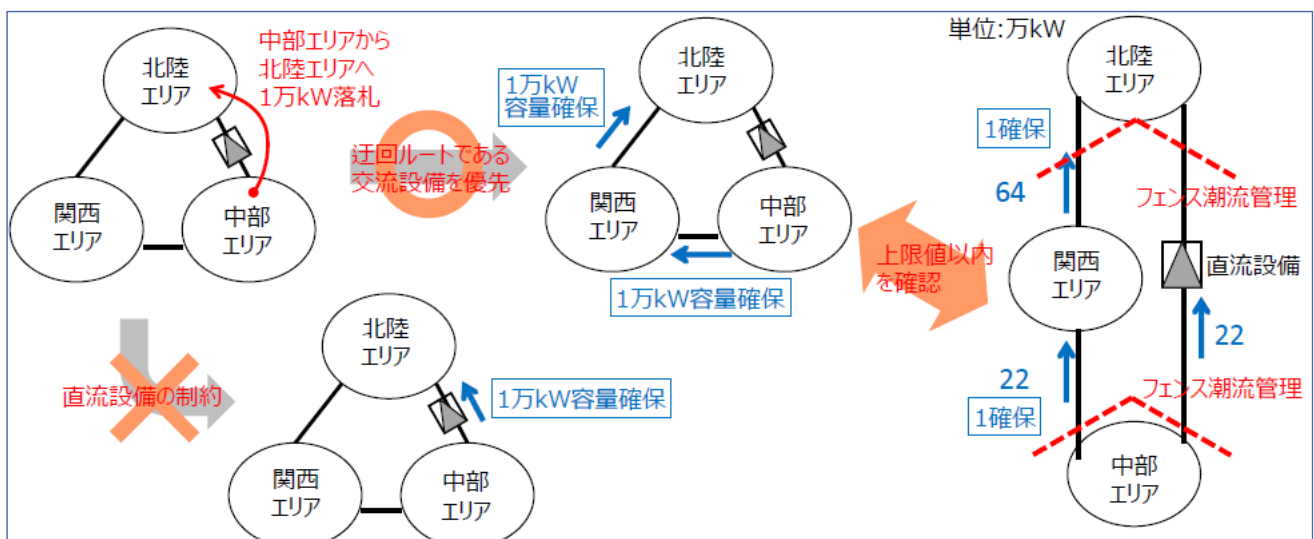 中部エリアから
北陸エリアへ
1万kW落札
北陸
エリア
関西
エリア
中部
エリア
迂回ルートである
交流設備を優先
1万kW
容量確保
北陸
エリア
関西
エリア
中部
エリア
1万kW容量確保
上限値以内
を確認
直流設備の制約
北陸
エリア
1万kW容量確保
関西
エリア
中部
エリア
単位:万kW
北陸
エリア
1確保
64
フェンス潮流管理
関西
エリア
直流設備
22
22
1確保
フェンス潮流管理
中部
エリア